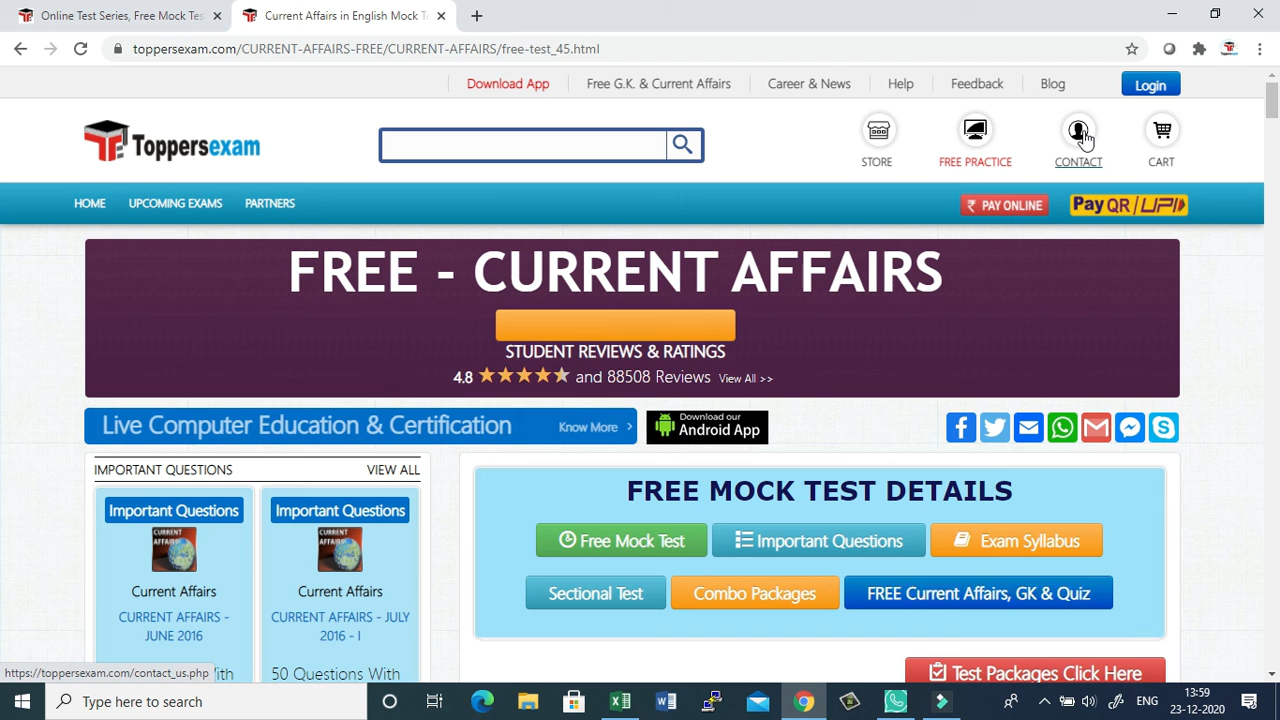 Online Test Series, Free Mock Tes
Current Affairs in English Mock T
toppersexam.com/CURRENT-AFFAIRS-FREE/CURRENT-AFFAIRS/free-test_45.html
Download App
Free G.K. & Current Affairs
Career & News
Help
Feedback
Blog
Login
Toppersexam
STORE
FREE PRACTICE
CONTACT
CART
HOME
UPCOMING EXAMS
PARTNERS
₹ PAY ONLINE
Pay QR/UPI
FREE - CURRENT AFFAIRS
STUDENT REVIEWS & RATINGS
4.8 and 88508 Reviews View All >>
Live Computer Education & Certification
Know More
Download our
Android App
IMPORTANT QUESTIONS
VIEW ALL
Important Questions
CURRENT
AFFAIRS
Current Affairs
CURRENT AFFAIRS -
JUNE 2016
Important Questions
CURRENT
AFFAIRS
Current Affairs
CURRENT AFFAIRS - JULY
2016 - I
50 Questions With
With
FREE MOCK TEST DETAILS
Free Mock Test
Important Questions
Exam Syllabus
Sectional Test
Combo Packages
FREE Current Affairs, GK & Quiz
Test Packages Click Here
https://toppersexam.com/contact_us.php
Type here to search
ENG
13:59
23-12-2020